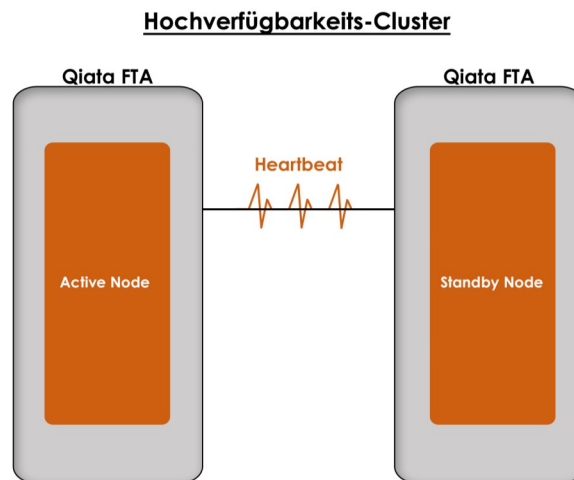 Hochverfügbarkeits-Cluster
Qiata FTA
Qiata FTA
Heartbeat
Active Node
Standby Node